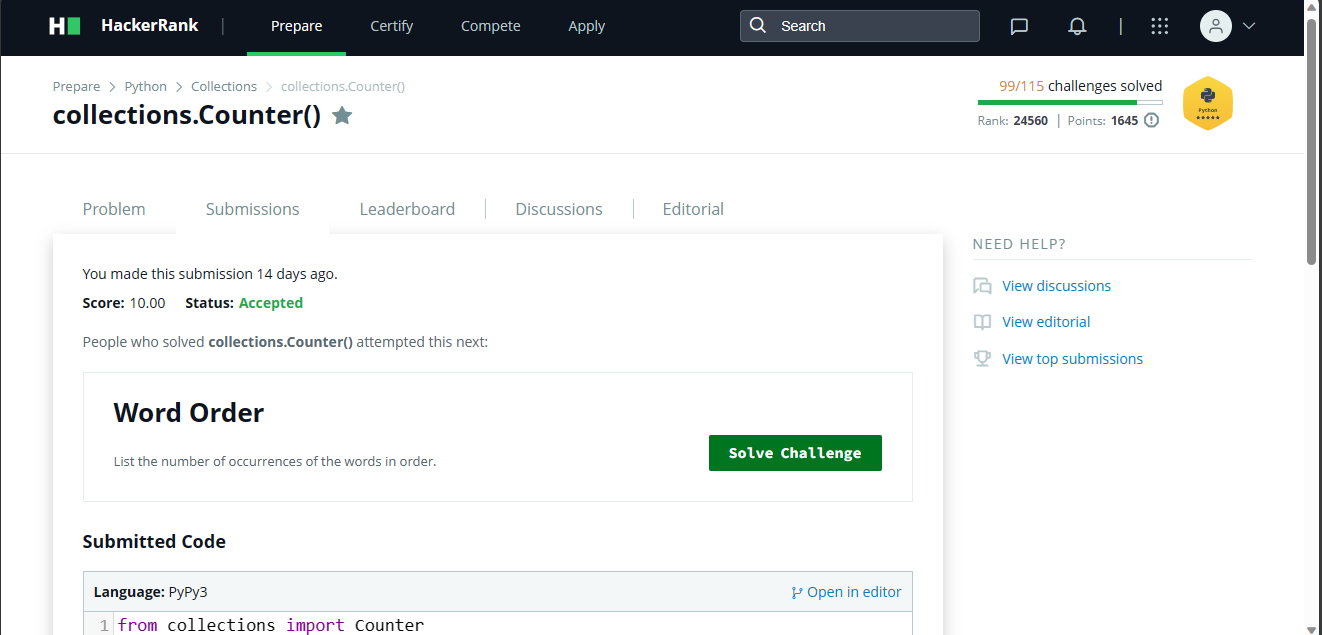 HackerRank | Prepare Certify Compete Apply Search |
Prepare > Python > Collections > collections.Counter()
collections.Counter()
99/115 challenges solved
Rank: 24560 | Points: 1645
Python
Problem Submissions Leaderboard Discussions Editorial
You made this submission 14 days ago.
Score: 10.00 Status: Accepted
People who solved collections.Counter() attempted this next:
Word Order
List the number of occurrences of the words in order.
Solve Challenge
Submitted Code
Language: PyPy3 Open in editor
1 from collections import Counter
NEED HELP?
View discussions
View editorial
View top submissions